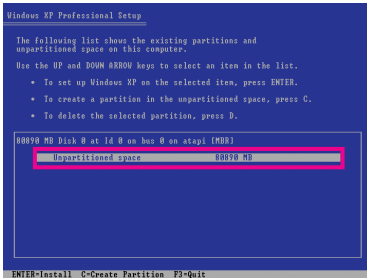 Windows XP Professional Setup
The following list shows the existing partitions and
unpartitioned space on this computer.
Use the UP and DOWN ARROW keys to select an item in the list.
• To set up Windows XP on the selected item, press ENTER.
• To create a partition in the unpartitioned space, press C.
• To delete the selected partition, press D.
80890 MB Disk 0 at Id 0 on bus 0 on atapi [MBR]
Unpartitioned space 80890 MB
ENTER=Install C=Create Partition F3=Quit